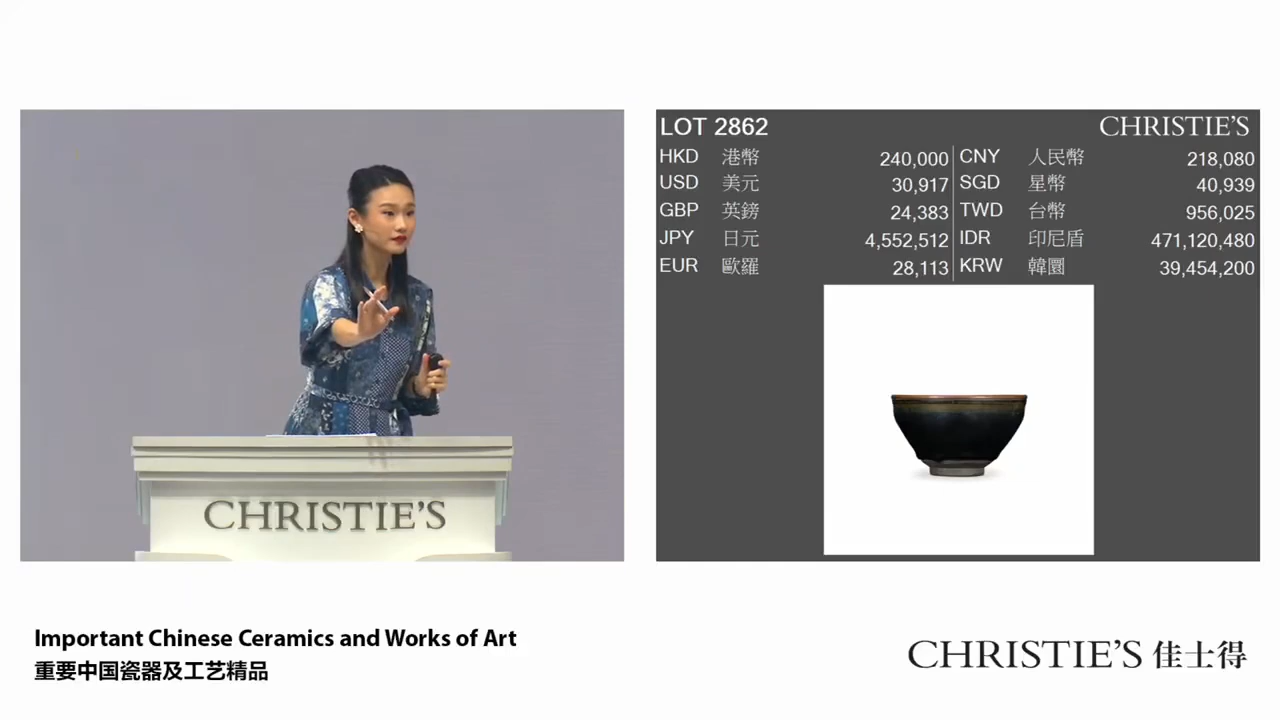 LOT 2862
CHRISTIE'S
HKD 港幣 240,000 CNY 人民幣 218,080
USD 美元 30,917 SGD 星幣 40,939
GBP 英鎊 24,383 TWD 台幣 956,025
JPY 日元 4,552,512 IDR 印尼盾 471,120,480
EUR 歐羅 28,113 KRW 韓圜 39,454,200
CHRISTIE'S
Important Chinese Ceramics and Works of Art
重要中国瓷器及工艺精品
CHRISTIE'S 佳士得